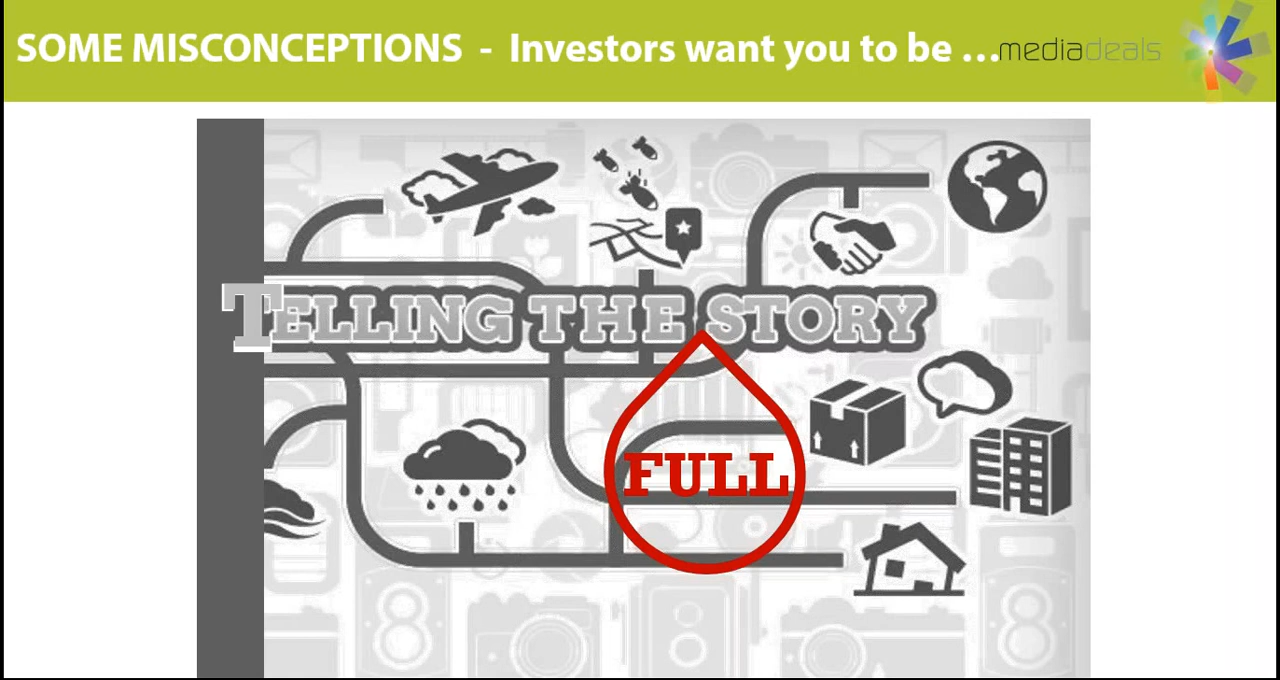 SOME MISCONCEPTIONS - Investors want you to be ...
mediadeals
TELLING THE STORY
FULL